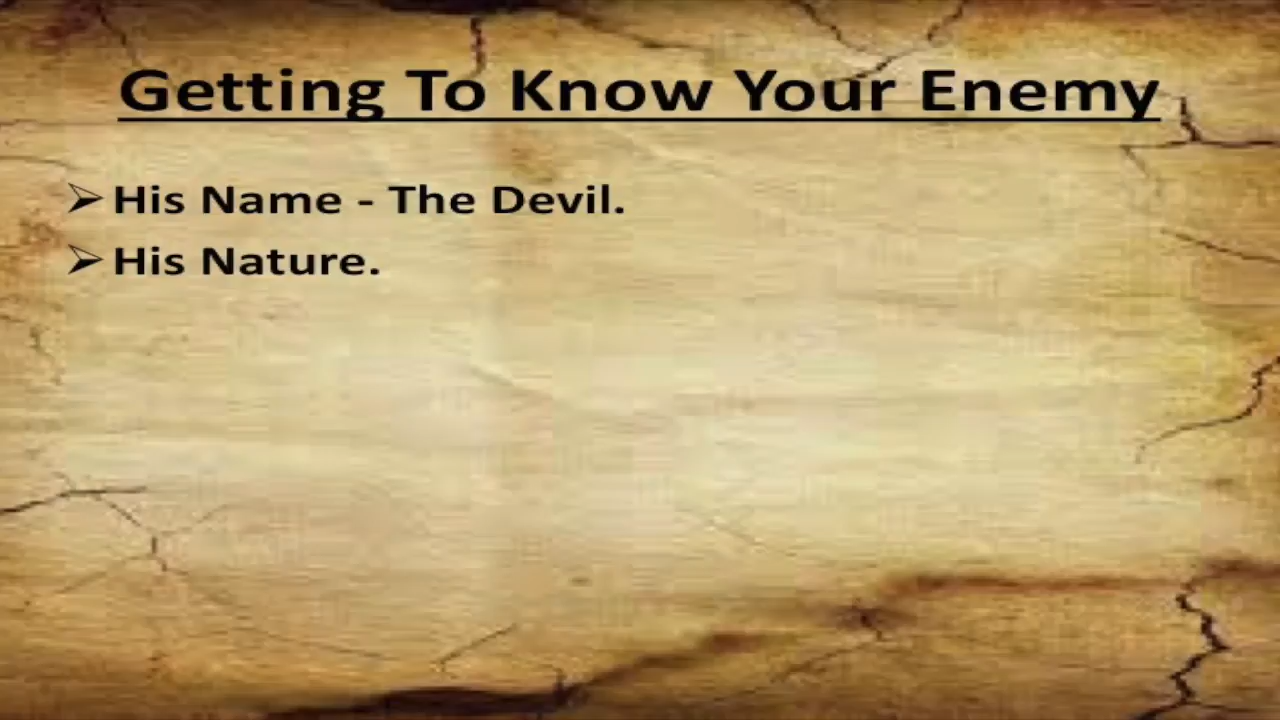 Getting To Know Your Enemy
➢ His Name - The Devil.
➢ His Nature.